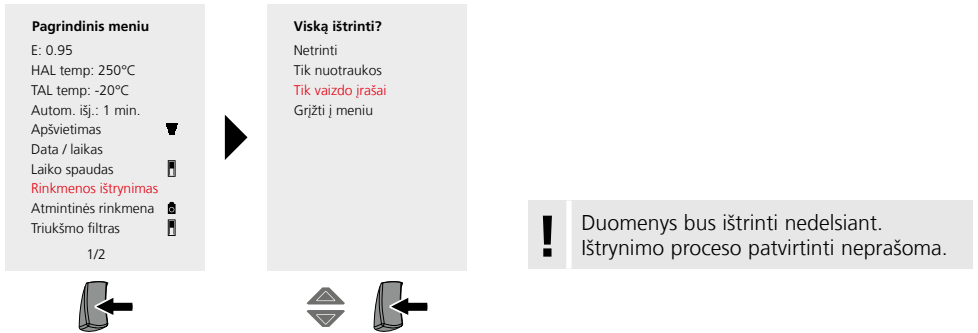 Pagrindinis meniu
E: 0.95
HAL temp: 250°C
TAL temp: -20°C
Autom. išj.: 1 min.
Apšvietimas
Data / laikas
Laiko spaudas
Rinkmenos ištrynimas
Atmintinės rinkmena
Triukšmo filtras
1/2
Viską ištrinti?
Netrinti
Tik nuotraukos
Tik vaizdo įrašai
Grįžti į meniu
! Duomenys bus ištrinti nedelsiant.
Ištrynimo proceso patvirtinti neprašoma.